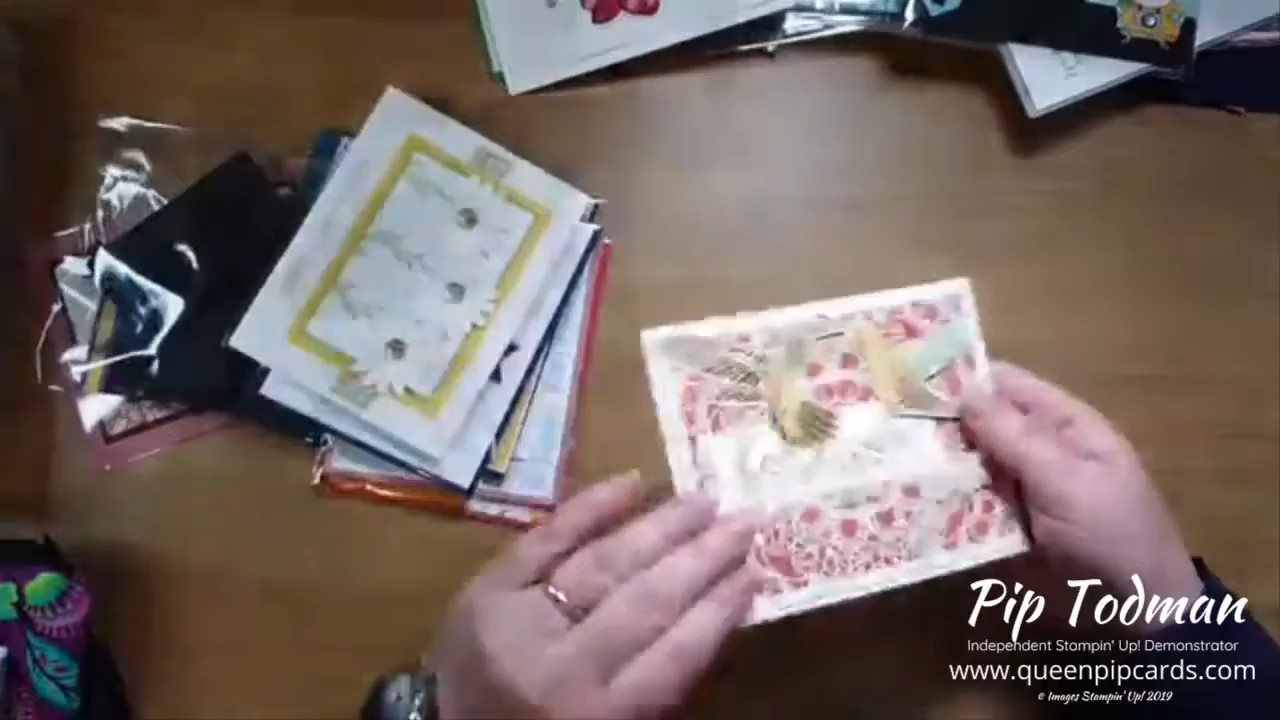 Pip Todman
Independent Stampin' Up! Demonstrator
www.queenpipcards.com
© Images Stampin' Up! 2019